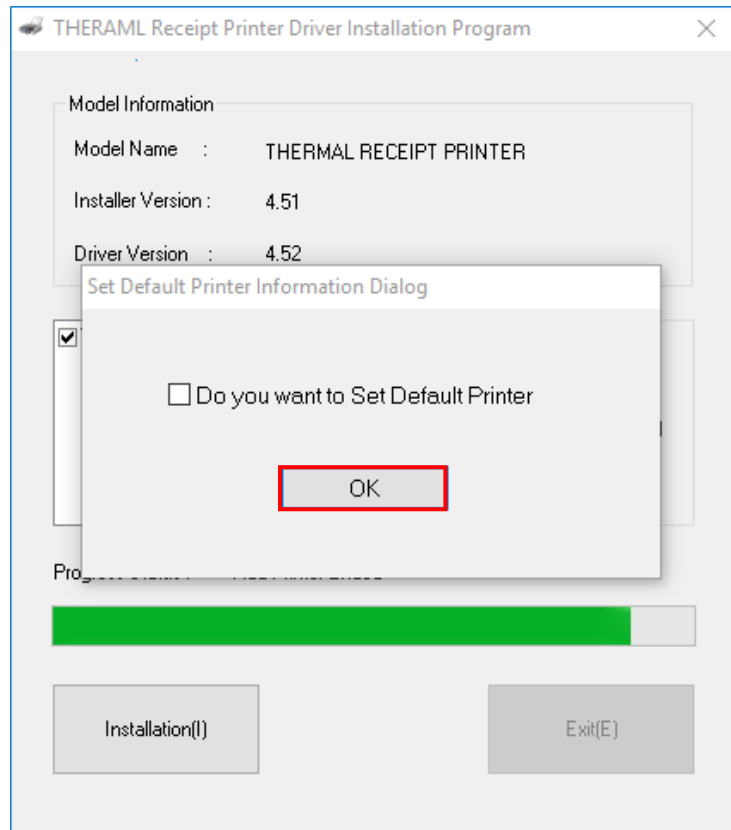 THERAML Receipt Printer Driver Installation Program
Model Information
Model Name :
THERMAL RECEIPT PRINTER
Installer Version :
4.51
Driver Version :
4.52
Set Default Printer Information Dialog
Do you want to Set Default Printer
OK
Installation(I)
Exit(E)